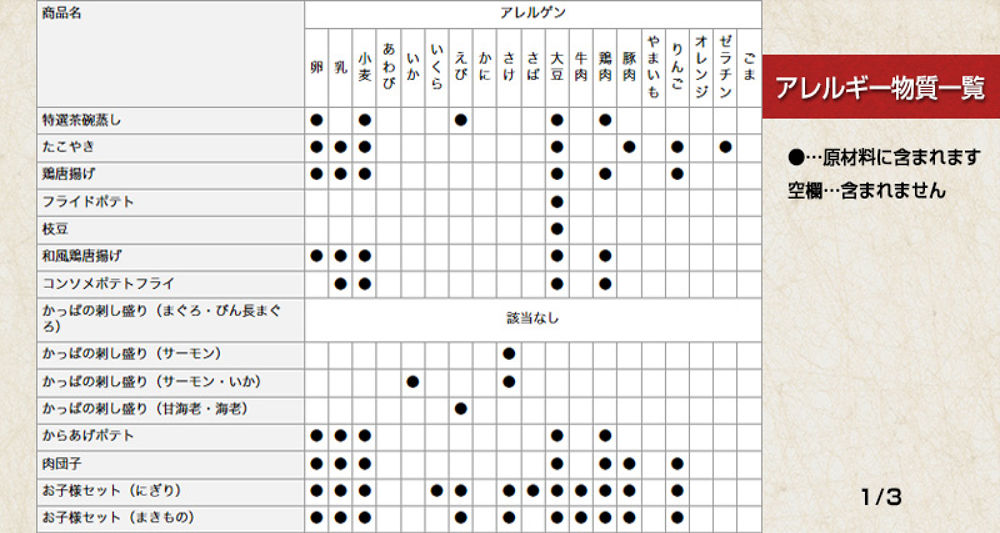 商品名
アレルゲン
卵 乳 小麦 あわび いか いくら えび かに さけ さば 大豆 牛肉 鶏肉 豚肉 やまいも りんご オレンジ ゼラチン ごま
特選茶碗蒸し ● ● ● ● ●
たこやき ● ● ● ● ● ● ●
鶏唐揚げ ● ● ● ● ● ●
フライドポテト ●
枝豆 ●
和風鶏唐揚げ ● ● ● ● ●
コンソメポテトフライ ● ● ● ●
かっぱの刺し盛り（まぐろ・びん長まぐ
ろ）
該当なし
かっぱの刺し盛り（サーモン） ●
かっぱの刺し盛り（サーモン・いか） ● ●
かっぱの刺し盛り（甘海老・海老） ●
からあげポテト ● ● ● ● ●
肉団子 ● ● ● ● ● ● ●
お子様セット（にぎり） ● ● ● ● ● ● ● ● ● ● ● ●
お子様セット（まきもの） ● ● ● ● ● ● ● ● ● ●
アレルギー物質一覧
●…原材料に含まれます
空欄…含まれません
1/3